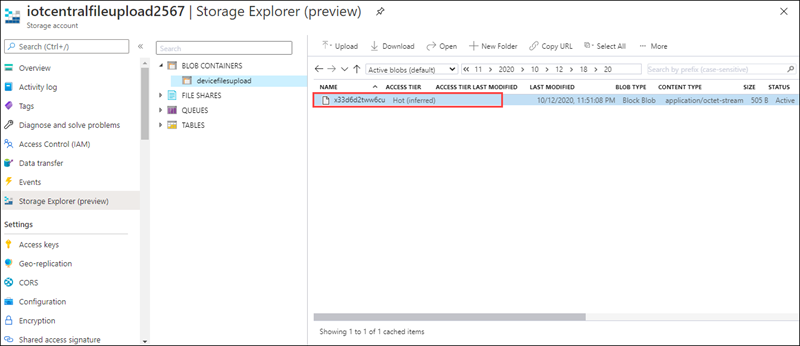 iotcentralfileupload2567 | Storage Explorer (preview)
Storage account
Search (Ctrl+/)
Overview
Activity log
Tags
Diagnose and solve problems
Access Control (IAM)
Data transfer
Events
Storage Explorer (preview)
Settings
Access keys
Geo-replication
CORS
Configuration
Encryption
Shared access signature
Search
BLOB CONTAINERS
devicefilesupload
FILE SHARES
QUEUES
TABLES
Upload Download Open New Folder Copy URL Select All ... More
Active blobs (default) 11 > 2020 > 10 > 12 > 18 > 20 Search by prefix (case-sensitive)
NAME ACCESS TIER ACCESS TIER LAST MODIFIED LAST MODIFIED BLOB TYPE CONTENT TYPE SIZE STATUS
x33d6d2tww6cu Hot (inferred) 10/12/2020, 11:51:08 PM Block Blob application/octet-stream 505 B Active
Showing 1 to 1 of 1 cached items